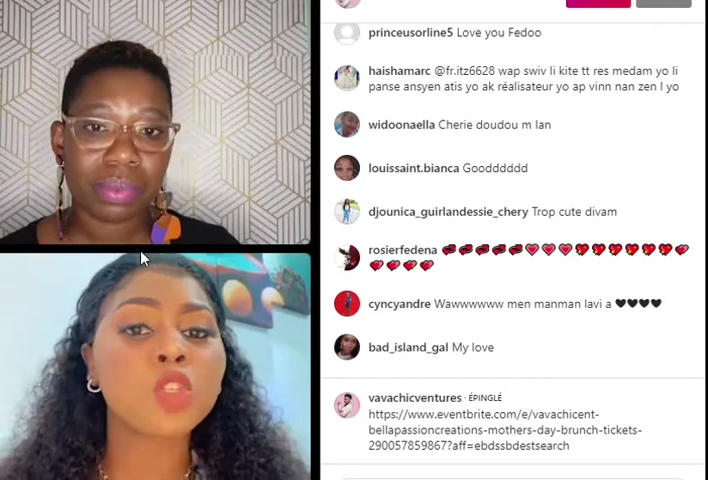 princeusorline5 Love you Fedoo
haishamarc @fr.itz6628 wap swiv li kite tt res medam yo li
panse ansyen atis yo ak réalisateur yo ap vinn nan zen l yo
widoonaella Cherie doudou m lan
louissaint.bianca Goodddddd
djounica_guirlandessie_chery Trop cute divam
rosierfedena 💋💋💋💋💋💗💗💗💖💖💖💖💖💖💞
💞💞💞💞
cyncyandre Wawwwwww men manman lavi a 🖤🖤🖤🖤
bad_island_gal My love
vavachicventures · ÉPINGLÉ
https://www.eventbrite.com/e/vavachicent-
bellapassioncreations-mothers-day-brunch-tickets-
290057859867?aff=ebdssbdestsearch